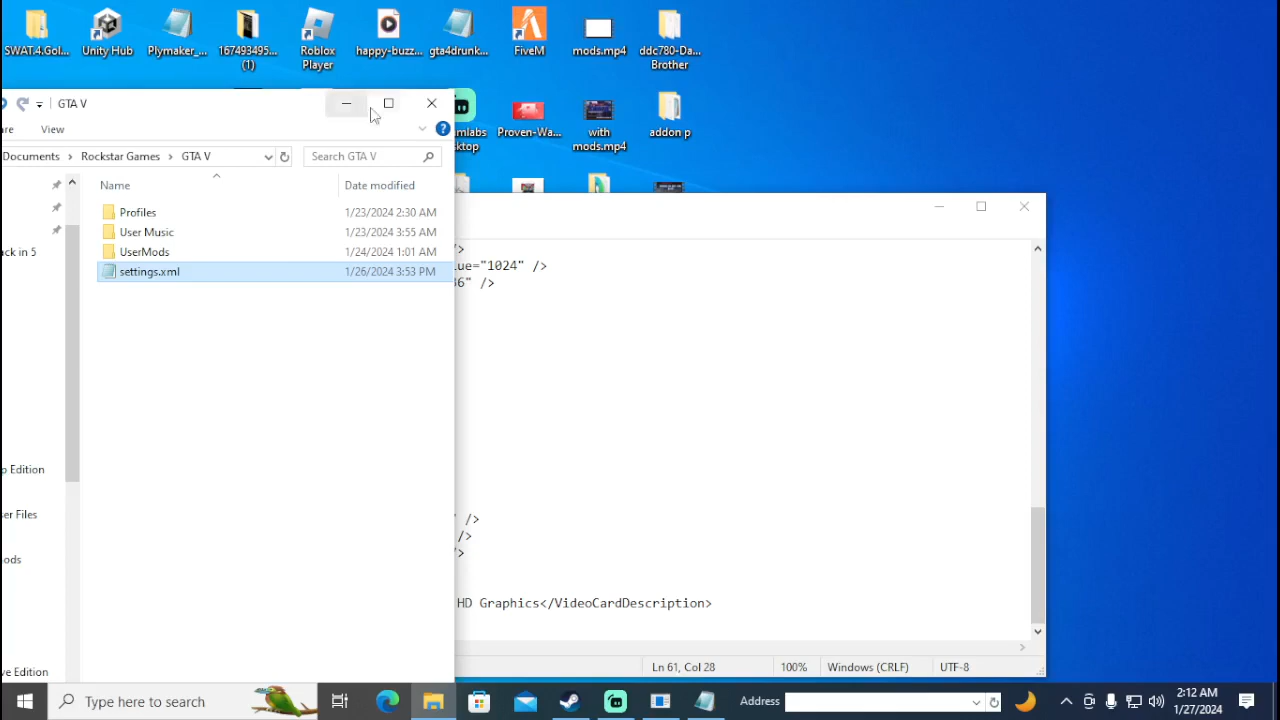 SWAT.4.Gol...
Unity Hub
Plymaker_...
167493495...
(1)
Roblox
Player
happy-buzz...
gta4drunk...
FiveM
mods.mp4
ddc780-Da...
Brother
GTA V
View
mlabs
ktop
Proven-Wa...
with
mods.mp4
addon p
Documents > Rockstar Games > GTA V
Search GTA V
Name
Date modified
Profiles 1/23/2024 2:30 AM
User Music 1/23/2024 3:55 AM
ack in 5
UserMods 1/24/2024 1:01 AM
settings.xml 1/26/2024 3:53 PM
/>
ue="1024" />
6" />
p Edition
ser Files
ods
ve Edition
" />
/>
/>
HD Graphics</VideoCardDescription>
Ln 61, Col 28
100%
Windows (CRLF)
UTF-8
Type here to search
Address
2:12 AM
1/27/2024